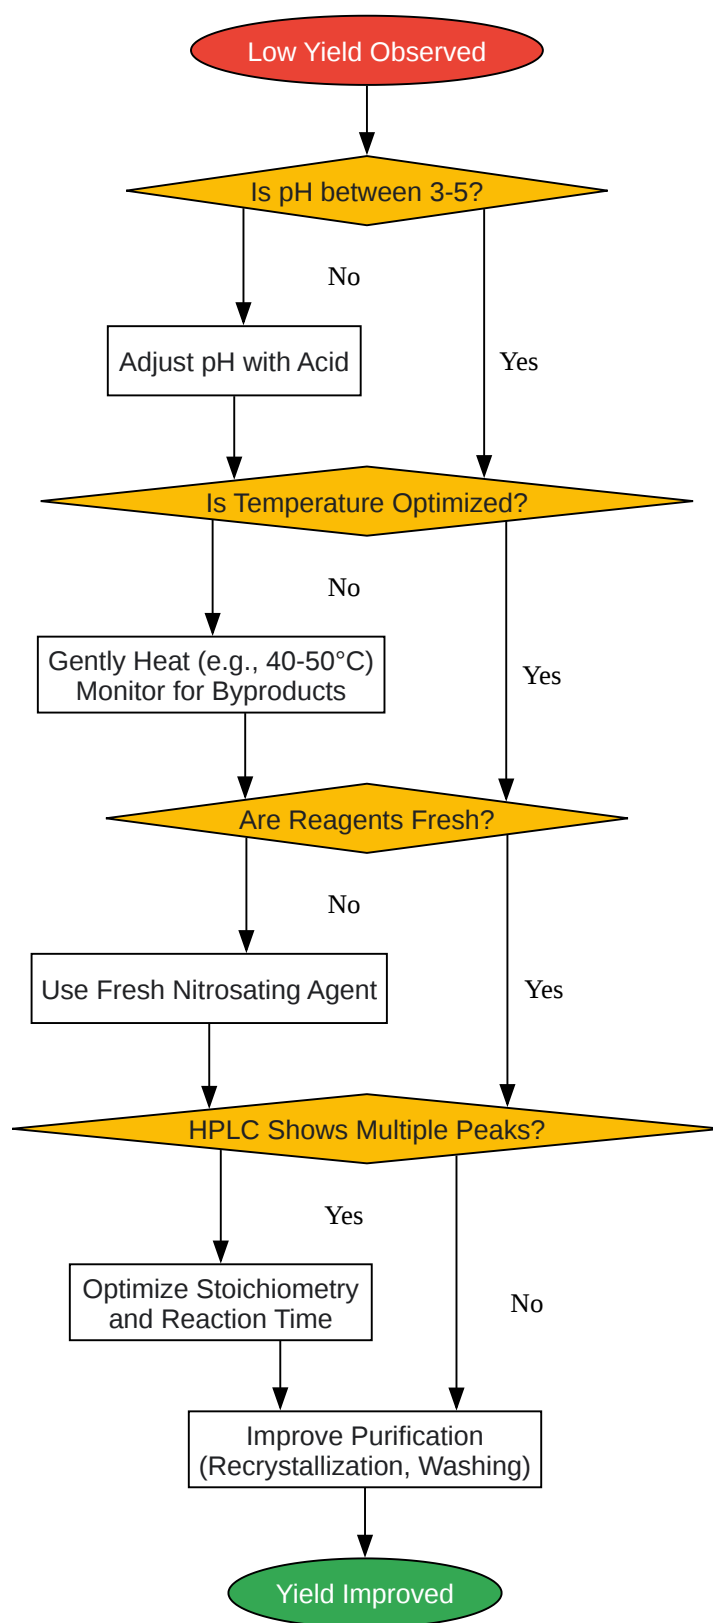 Low Yield Observed
Is pH between 3-5?
No
Adjust pH with Acid
Yes
Is Temperature Optimized?
No
Gently Heat (e.g., 40-50°C)
Monitor for Byproducts
Yes
Are Reagents Fresh?
No
Use Fresh Nitrosating Agent
Yes
HPLC Shows Multiple Peaks?
Yes
Optimize Stoichiometry
and Reaction Time
No
Improve Purification
(Recrystallization, Washing)
Yield Improved